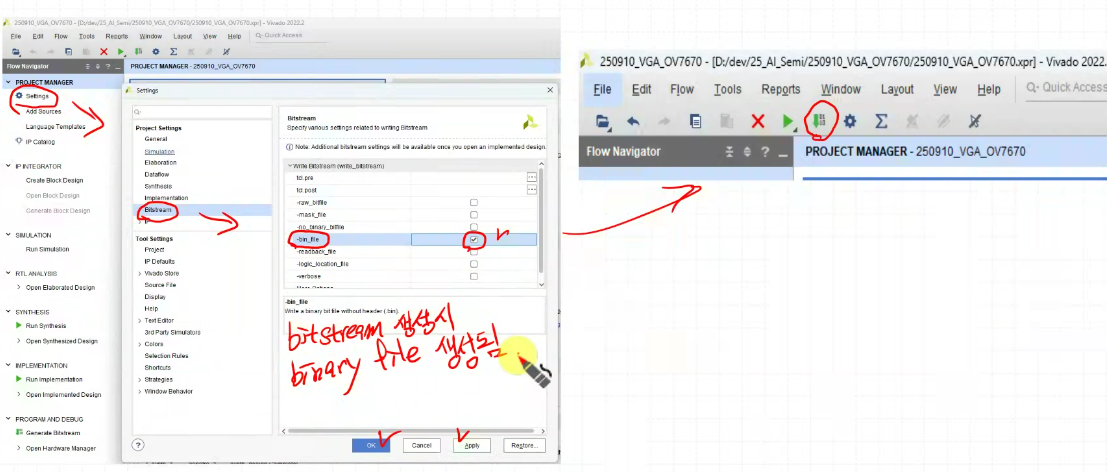 250910_VGA_OV7670 - [D:/dev/25_AI_Semi/250910_VGA_OV7670/250910_VGA_OV7670.xpr] - Vivado 2022.2
File Edit Flow Tools Reports Window Layout View Help Q- Quick Access
Flow Navigator
PROJECT MANAGER - 250910_VGA_OV7670
PROJECT MANAGER
Settings
Add Sources
Language Templates
IP Catalog
IP INTEGRATOR
Create Block Design
Open Block Design
Generate Block Design
SIMULATION
Run Simulation
RTL ANALYSIS
Open Elaborated Design
SYNTHESIS
Run Synthesis
Open Synthesized Design
IMPLEMENTATION
Run Implementation
Open Implemented Design
PROGRAM AND DEBUG
Generate Bitstream
Open Hardware Manager
Settings
Q-
Project Settings
General
Simulation
Elaboration
Dataflow
Synthesis
Implementation
Bitstream
Tool Settings
Project
IP Defaults
Vivado Store
Source File
Display
Help
Text Editor
3rd Party Simulators
Colors
Selection Rules
Shortcuts
Strategies
Window Behavior
Bitstream
Specify various settings related to writing Bitstream
Note: Additional bitstream settings will be available once you open an implemented design.
Write Bitstream (write_bitstream)
tcl.pre
tcl.post
-raw_bitfile
-mask_file
-no_binary_bitfile
-bin_file
-readback_file
-logic_location_file
-verbose
More Options
-bin_file
Write a binary bit file without header (.bin).
bitstream 생성시
binary file 생성됨
OK Cancel Apply Restore...
250910_VGA_OV7670 - [D:/dev/25_AI_Semi/250910_VGA_OV7670/250910_VGA_OV7670.xpr] - Vivado 2022.
File Edit Flow Tools Reports Window Layout View Help Q- Quick Access
Flow Navigator
PROJECT MANAGER - 250910_VGA_OV7670